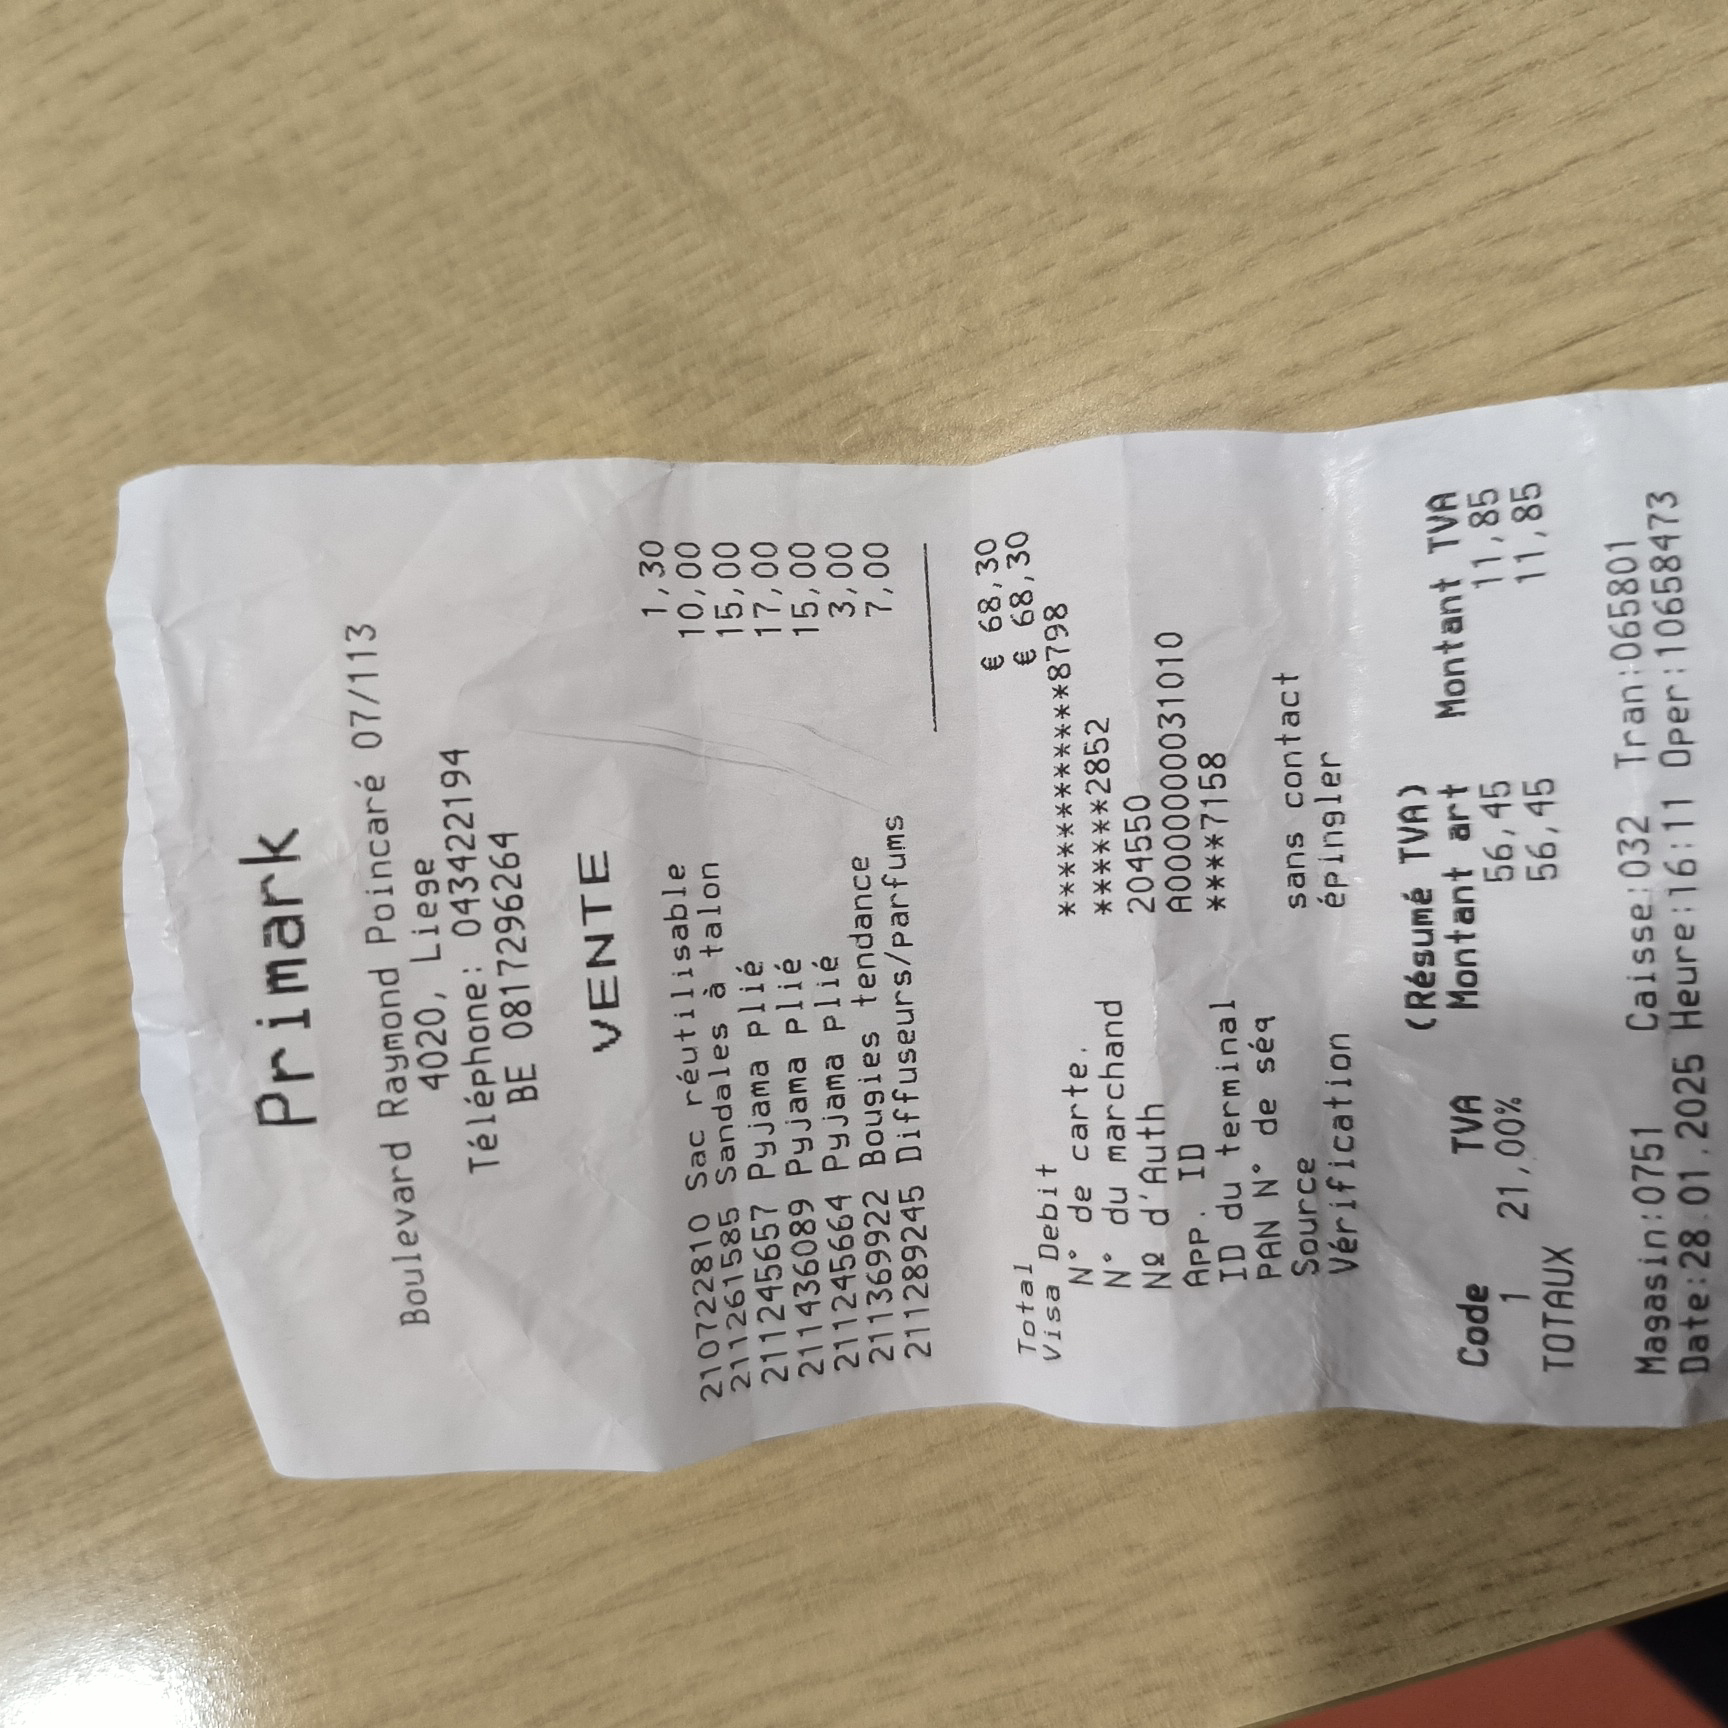 Primark
Boulevard Raymond Poincaré 07/113
4020, Liege
Téléphone: 043422194
BE 0817296264
VENTE
210722810 Sac réutilisable 1,30
211261585 Sandales à talon 10,00
211245657 Pyjama plié 15,00
211436089 Pyjama plié 17,00
211245664 Pyjama plié 15,00
211369922 Bougies tendance 3,00
211289245 Diffuseurs/parfums 7,00
Total € 68,30
Visa Debit € 68,30
N° de carte. ************8798
N° du marchand ******2852
Nº d'Auth 204550
App. ID A0000000031010
ID du terminal ****7158
PAN N° de séq
Source sans contact
Vérification épingler
(Résumé TVA)
Code TVA Montant art Montant TVA
1 21,00% 56,45 11,85
TOTAUX 56,45 11,85
Magasin:0751 Caisse:032 Tran:065801
Date:28.01.2025 Heure:16:11 Oper:10658473